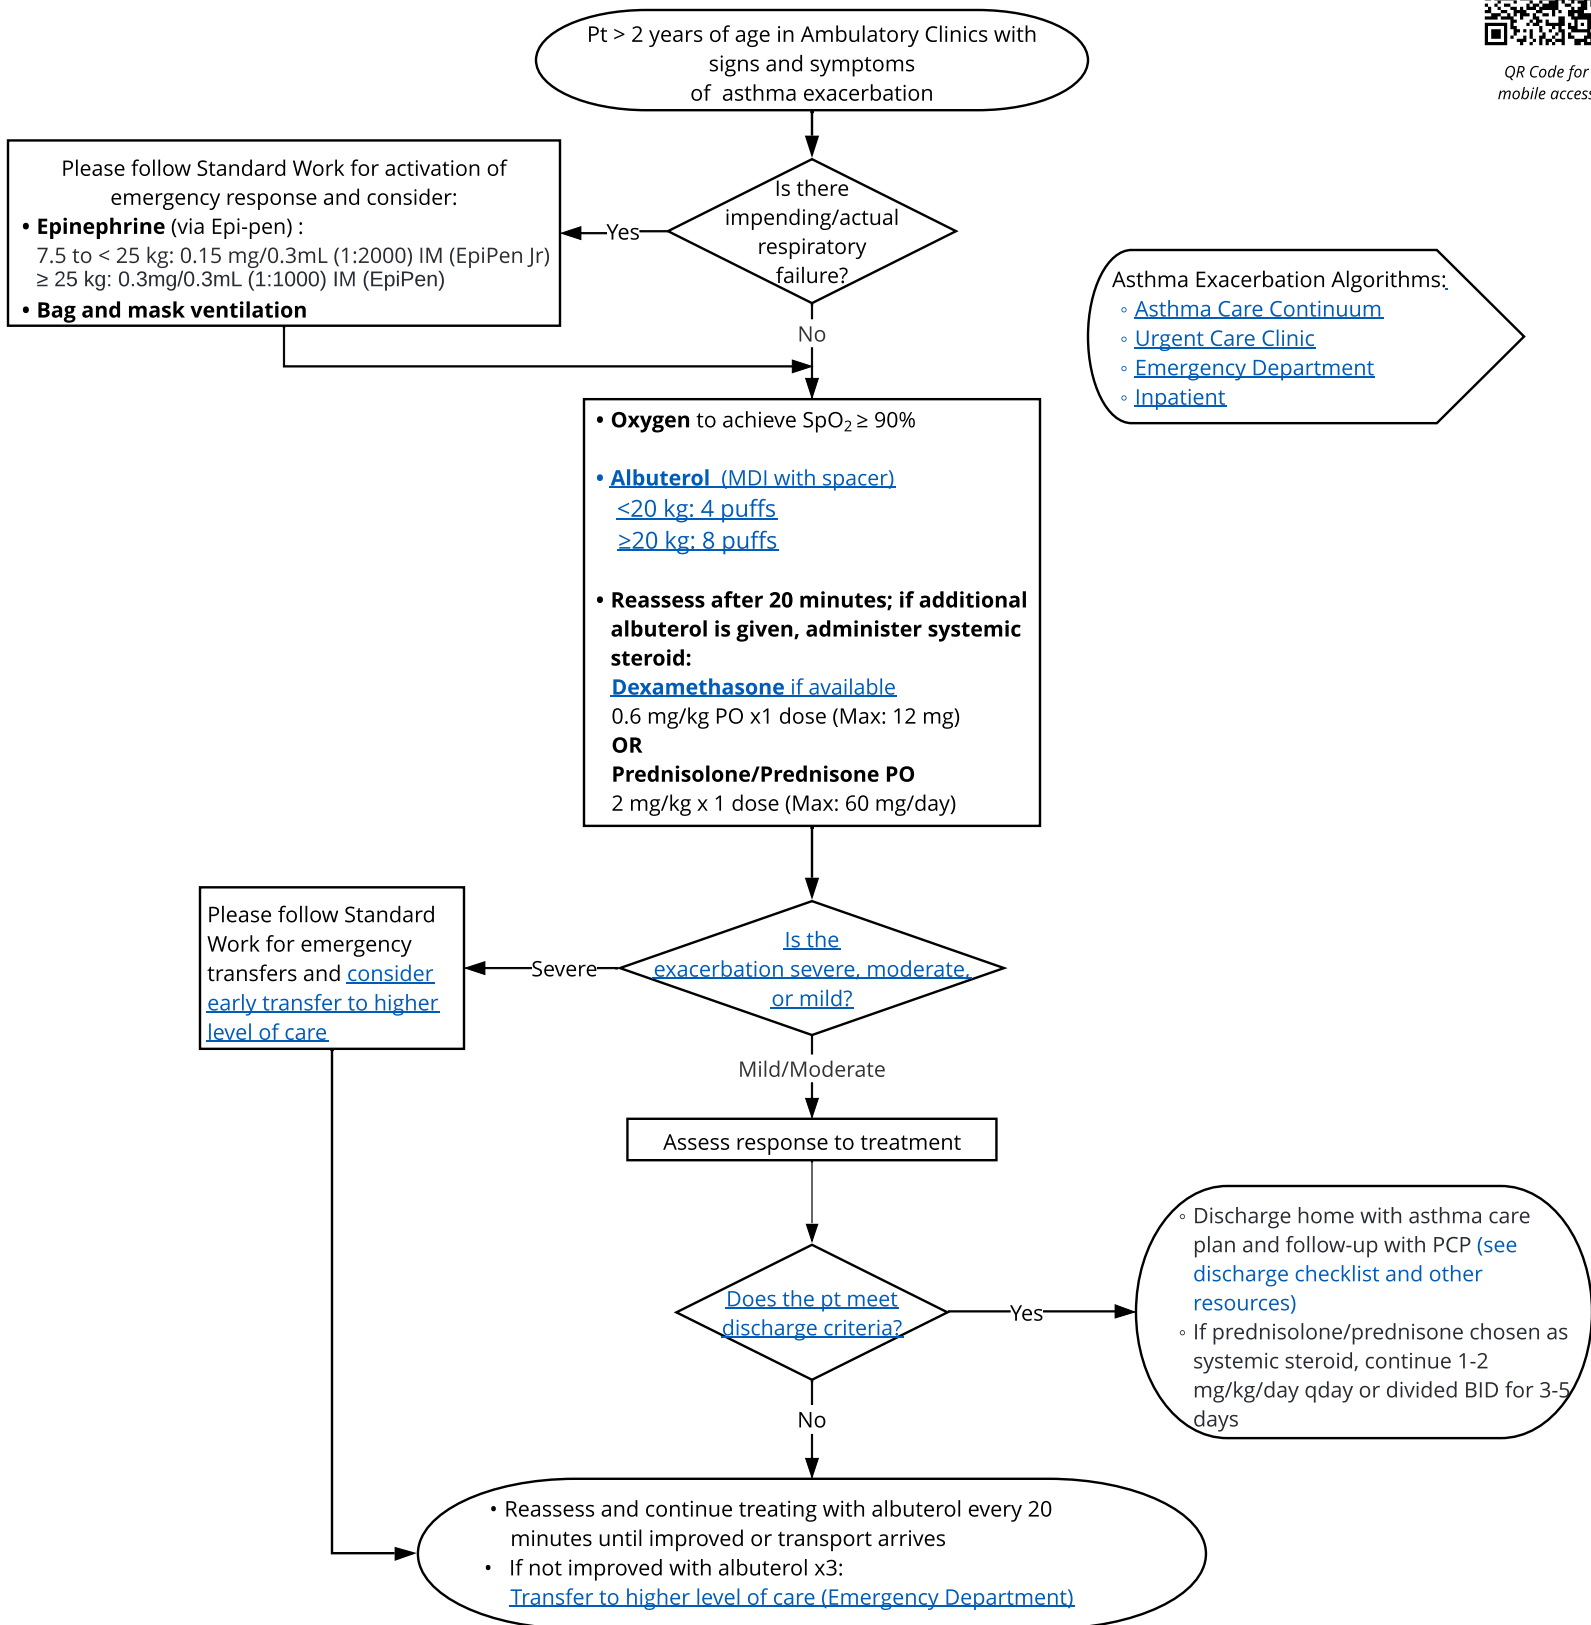 Pt > 2 years of age in Ambulatory Clinics with
signs and symptoms
of  asthma exacerbation
QR Code for
mobile access
Please follow Standard Work for activation of
emergency response and consider:
• Epinephrine (via Epi-pen) :
7.5 to < 25 kg: 0.15 mg/0.3mL (1:2000) IM (EpiPen Jr)
≥ 25 kg: 0.3mg/0.3mL (1:1000) IM (EpiPen)
• Bag and mask ventilation
Yes
Is there
impending/actual
respiratory
failure?
No
Asthma Exacerbation Algorithms:
◦ Asthma Care Continuum
◦ Urgent Care Clinic
◦ Emergency Department
◦ Inpatient
• Oxygen to achieve SpO₂ ≥ 90%
• Albuterol  (MDI with spacer)
<20 kg: 4 puffs
≥20 kg: 8 puffs
• Reassess after 20 minutes; if additional
albuterol is given, administer systemic
steroid:
Dexamethasone if available
0.6 mg/kg PO x1 dose (Max: 12 mg)
OR
Prednisolone/Prednisone PO
2 mg/kg x 1 dose (Max: 60 mg/day)
Please follow Standard
Work for emergency
transfers and consider
early transfer to higher
level of care
Severe
Is the
exacerbation severe, moderate,
or mild?
Mild/Moderate
Assess response to treatment
Does the pt meet
discharge criteria?
Yes
◦ Discharge home with asthma care
plan and follow-up with PCP (see
discharge checklist and other
resources)
◦ If prednisolone/prednisone chosen as
systemic steroid, continue 1-2
mg/kg/day qday or divided BID for 3-5
days
No
• Reassess and continue treating with albuterol every 20
minutes until improved or transport arrives
• If not improved with albuterol x3:
Transfer to higher level of care (Emergency Department)